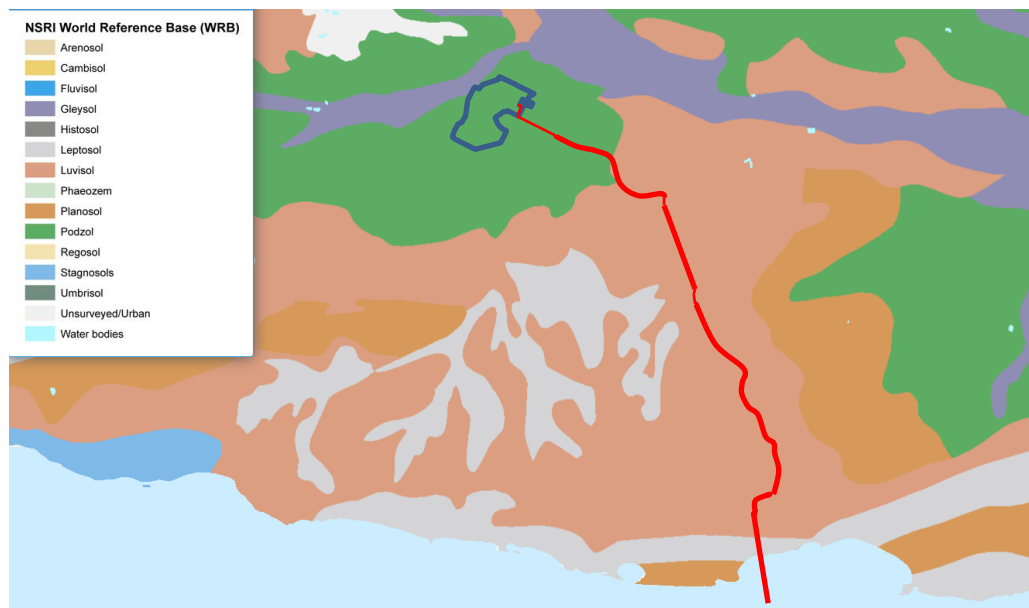 NSRI World Reference Base (WRB)
Arenosol
Cambisol
Fluvisol
Gleysol
Histosol
Leptosol
Luvisol
Phaeozem
Planosol
Podzol
Regosol
Stagnosols
Umbrisol
Unsurveyed/Urban
Water bodies